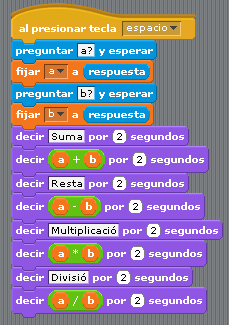 al presionar tecla espacio
preguntar a? y esperar
fijar a a respuesta
preguntar b? y esperar
fijar b a respuesta
decir Suma por 2 segundos
decir a + b por 2 segundos
decir Resta por 2 segundos
decir a - b por 2 segundos
decir Multiplicació por 2 segundos
decir a * b por 2 segundos
decir Divisió por 2 segundos
decir a / b por 2 segundos